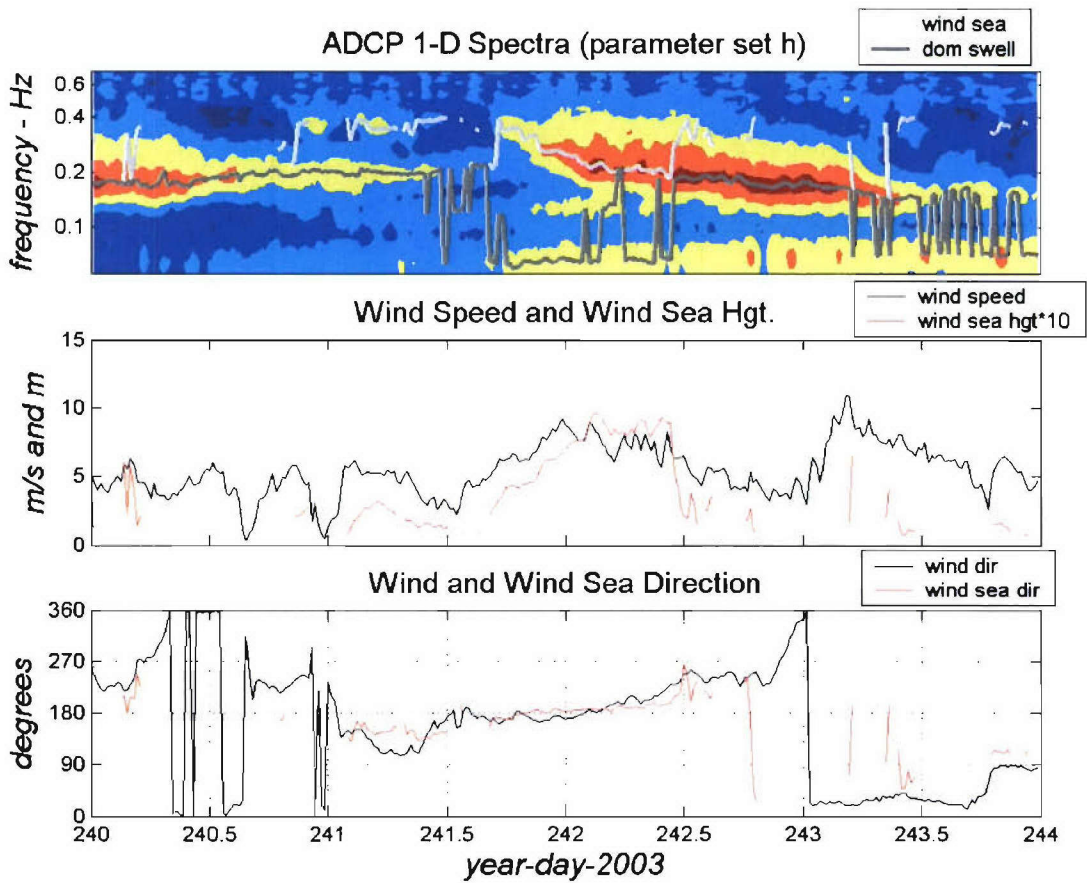 wind sea
dom swell
ADCP 1-D Spectra (parameter set h)
frequency - Hz
0.6
0.4
0.2
0.1
wind speed
wind sea hgt*10
Wind Speed and Wind Sea Hgt.
m/s and m
15
10
5
0
wind dir
wind sea dir
Wind and Wind Sea Direction
degrees
360
270
180
90
0
240 240.5 241 241.5 242 242.5 243 243.5 244
year-day-2003